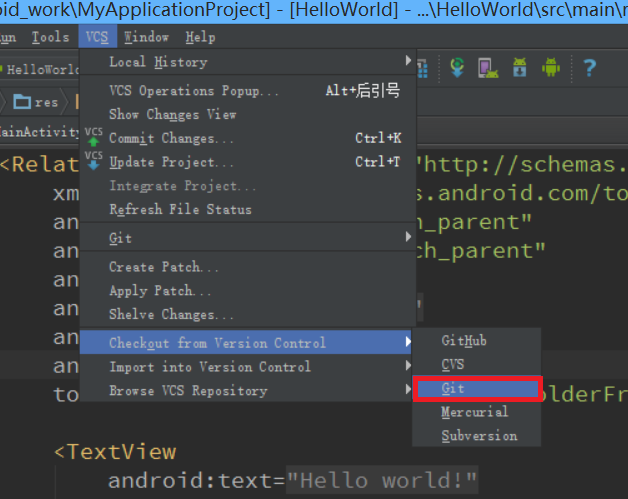 oid_work\MyApplicationProject] - [HelloWorld] - ...\HelloWorld\src\main\r
un Tools VCS Window Help
HelloWorld
Local History
res
VCS Operations Popup... Alt+后引号
Show Changes View
MainActivity
VCS Commit Changes... Ctrl+K
<Relat "http://schemas.
VCS Update Project... Ctrl+T
Integrate Project...
xm s.android.com/to
Refresh File Status
an h_parent"
Git
an ch_parent"
Create Patch...
an
Apply Patch...
an "
Shelve Changes...
an
Checkout from Version Control GitHub
an
Import into Version Control CVS
Browse VCS Repository Git
to olderFr
Mercurial
Subversion
<TextView
android:text="Hello world!"